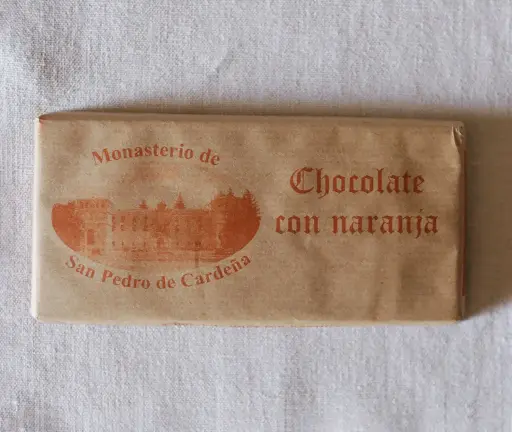 Monasterio de
San Pedro de Cardeña
Chocolate
con naranja